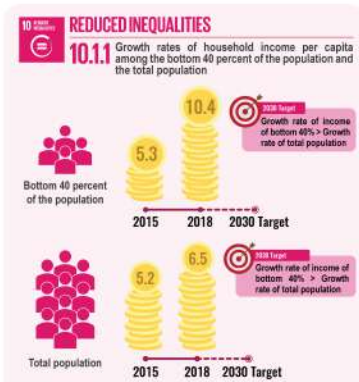 10 REDUCED INEQUALITIES
REDUCED INEQUALITIES
10.1.1 Growth rates of household income per capita
among the bottom 40 percent of the population and
the total population
5.3
10.4
2030 Target
Growth rate of income
of bottom 40% > Growth
rate of total population
Bottom 40 percent
of the population
2015 2018 2030 Target
5.2
6.5
2030 Target
Growth rate of income of
bottom 40% > Growth
rate of total population
Total population
2015 2018 2030 Target